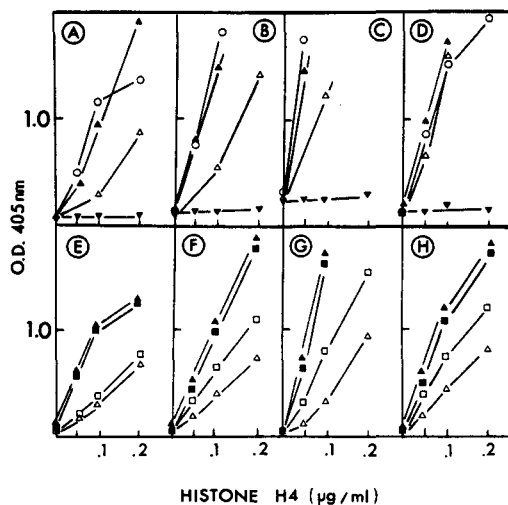 A B C D
1.0
O.D. 405nm
E F G H
1.0
.1 .2 .1 .2 .1 .2 .1 .2
HISTONE H4 (µg/ml)